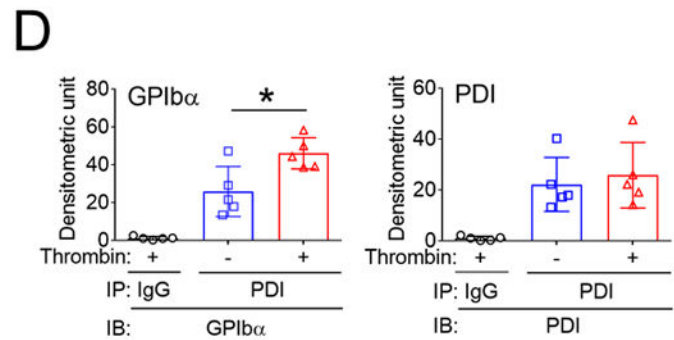 D
GPIbα
*
Densitometric unit
80
60
40
20
0
Thrombin: + - +
IP: IgG PDI
IB: GPIbα
PDI
Densitometric unit
60
40
20
0
Thrombin: + - +
IP: IgG PDI
IB: PDI